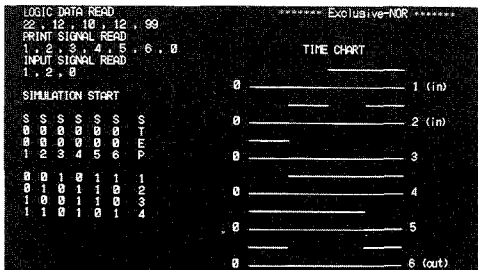 LOGIC DATA READ
22 , 12 , 10 , 12 , 99
PRINT SIGNAL READ
1 , 2 , 3 , 4 , 5 , 6 , 0
INPUT SIGNAL READ
1 , 2 , 0
SIMULATION START
S S S S S S S
0 0 0 0 0 0 T
0 0 0 0 0 0 E
1 2 3 4 5 6 P
0 0 1 0 1 1 1
0 1 0 1 1 0 2
1 0 0 1 1 0 3
1 1 0 1 0 1 4
******* Exclusive-NOR *******
TIME CHART
0 1 (in)
0 2 (in)
0 3
0 4
0 5
0 6 (out)